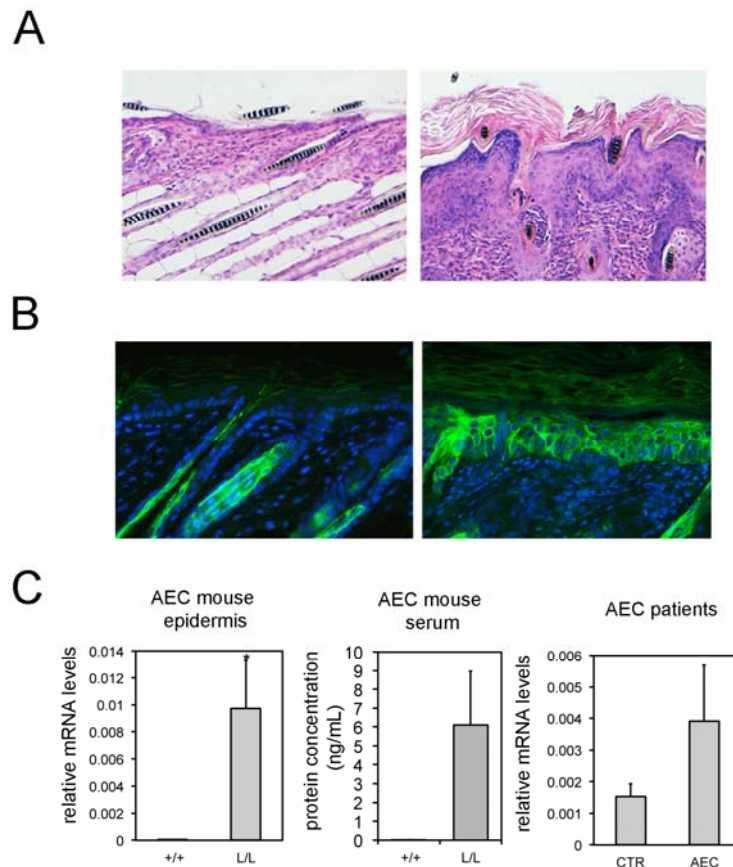 A
B
C
AEC mouse
epidermis
relative mRNA levels
0.014
0.012
0.01
0.008
0.006
0.004
0.002
0
*
+/+
L/L
AEC mouse
serum
protein concentration
(ng/mL)
10
9
8
7
6
5
4
3
2
1
0
+/+
L/L
AEC patients
relative mRNA levels
0.006
0.005
0.004
0.003
0.002
0.001
0
CTR
AEC